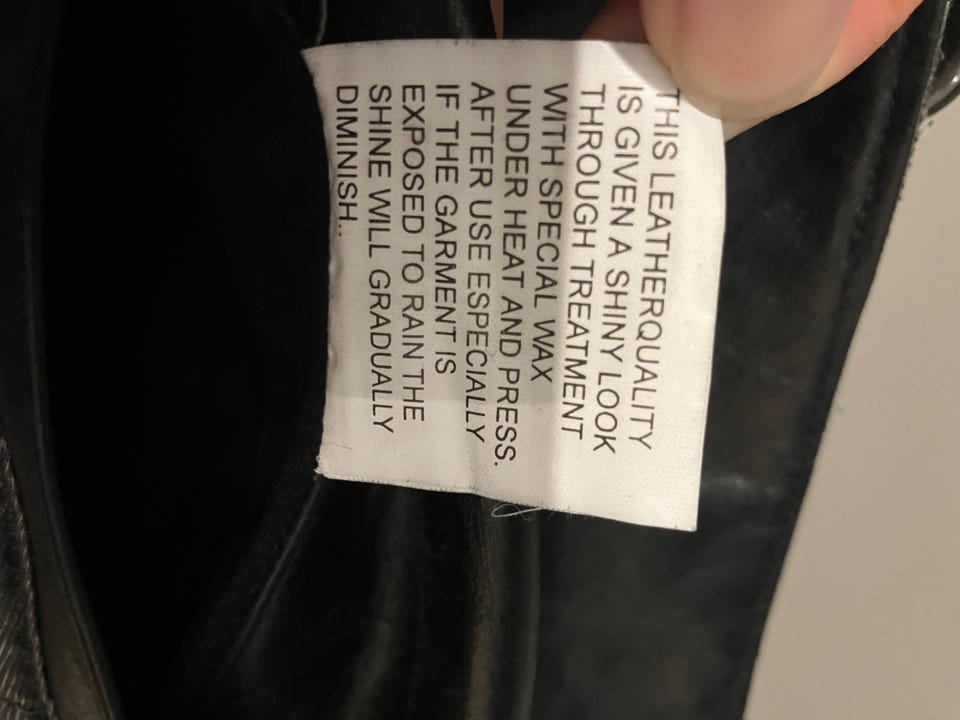 THIS LEATHERQUALITY
IS GIVEN A SHINY LOOK
THROUGH TREATMENT
WITH SPECIAL WAX
UNDER HEAT AND PRESS.
AFTER USE ESPECIALLY
IF THE GARMENT IS
EXPOSED TO RAIN THE
SHINE WILL GRADUALLY
DIMINISH..